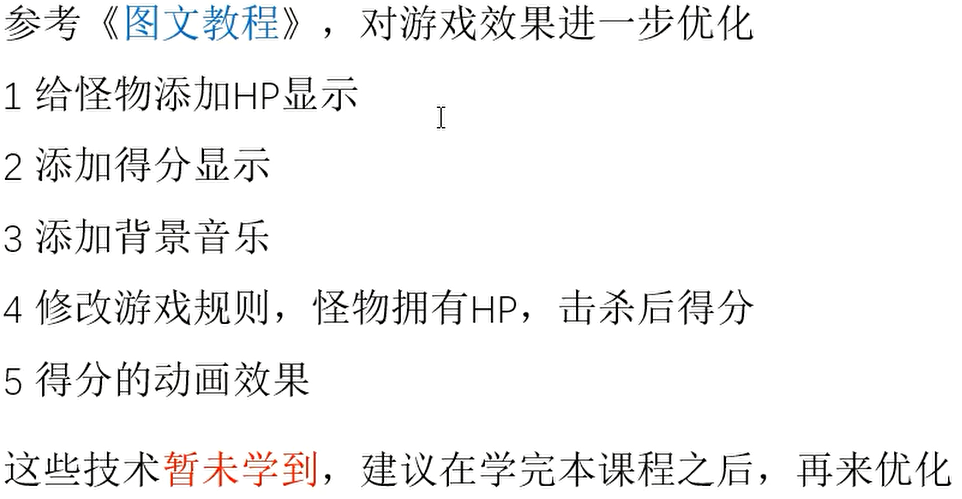 参考《图文教程》，对游戏效果进一步优化
1 给怪物添加HP显示
2 添加得分显示
3 添加背景音乐
4 修改游戏规则，怪物拥有HP，击杀后得分
5 得分的动画效果
这些技术暂未学到，建议在学完本课程之后，再来优化